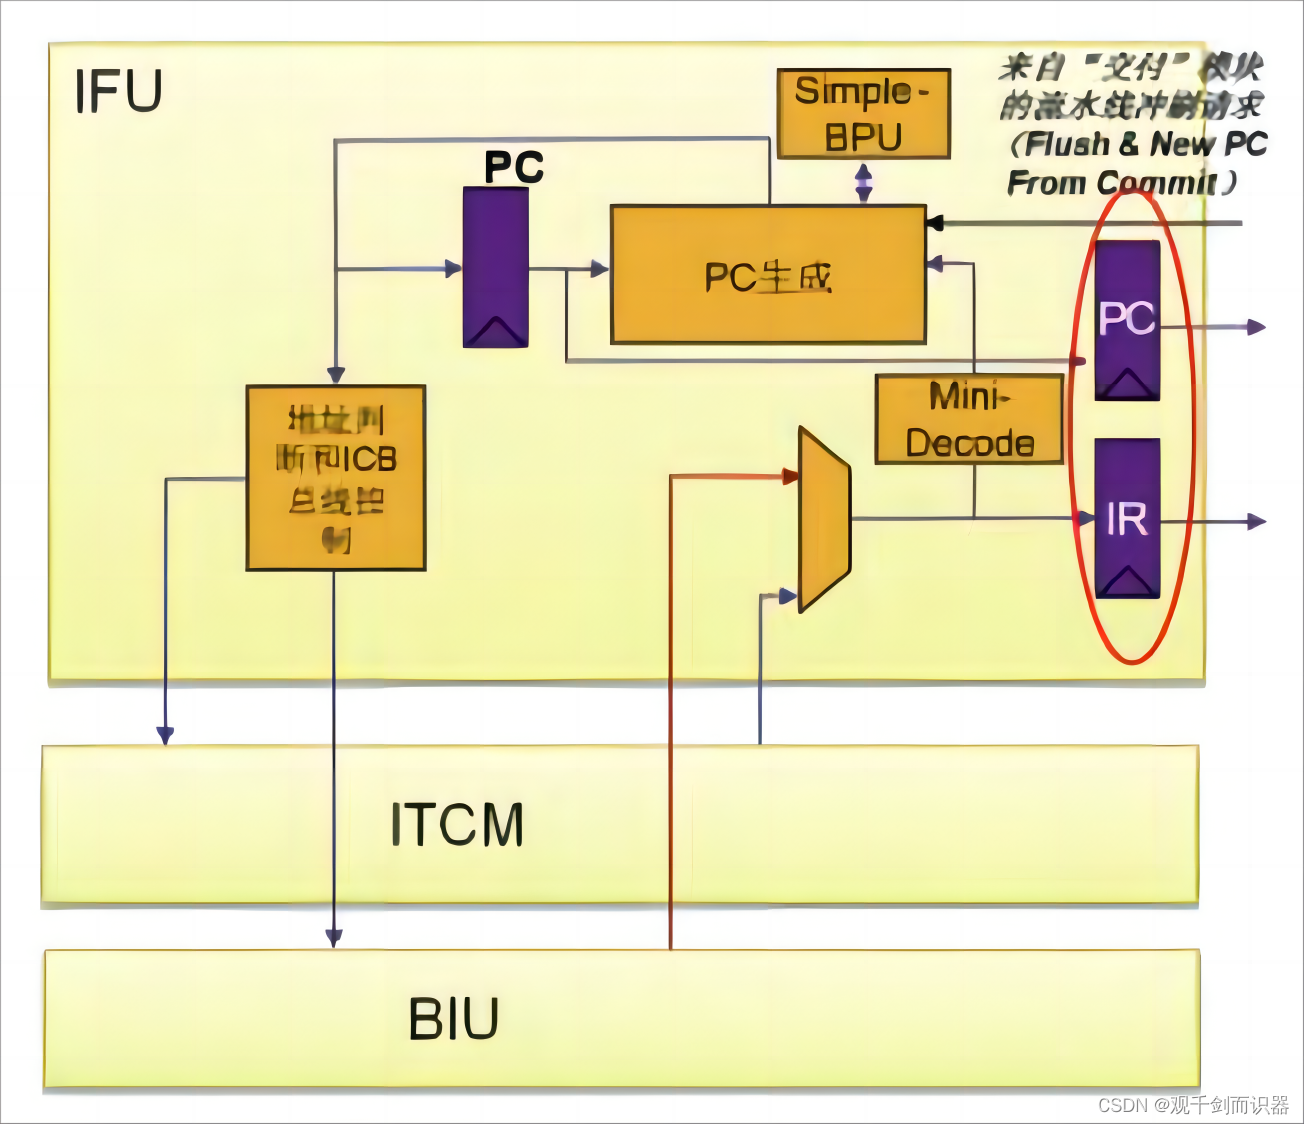 IFU
Simple-
BPU
来自“交付”模块
的流水线冲刷请求
（Flush & New PC
From Commit）
PC
PC生成
PC
Mini-
Decode
地址判
断和ICB
总线控
制
IR
ITCM
BIU
CSDN @观千剑而识器